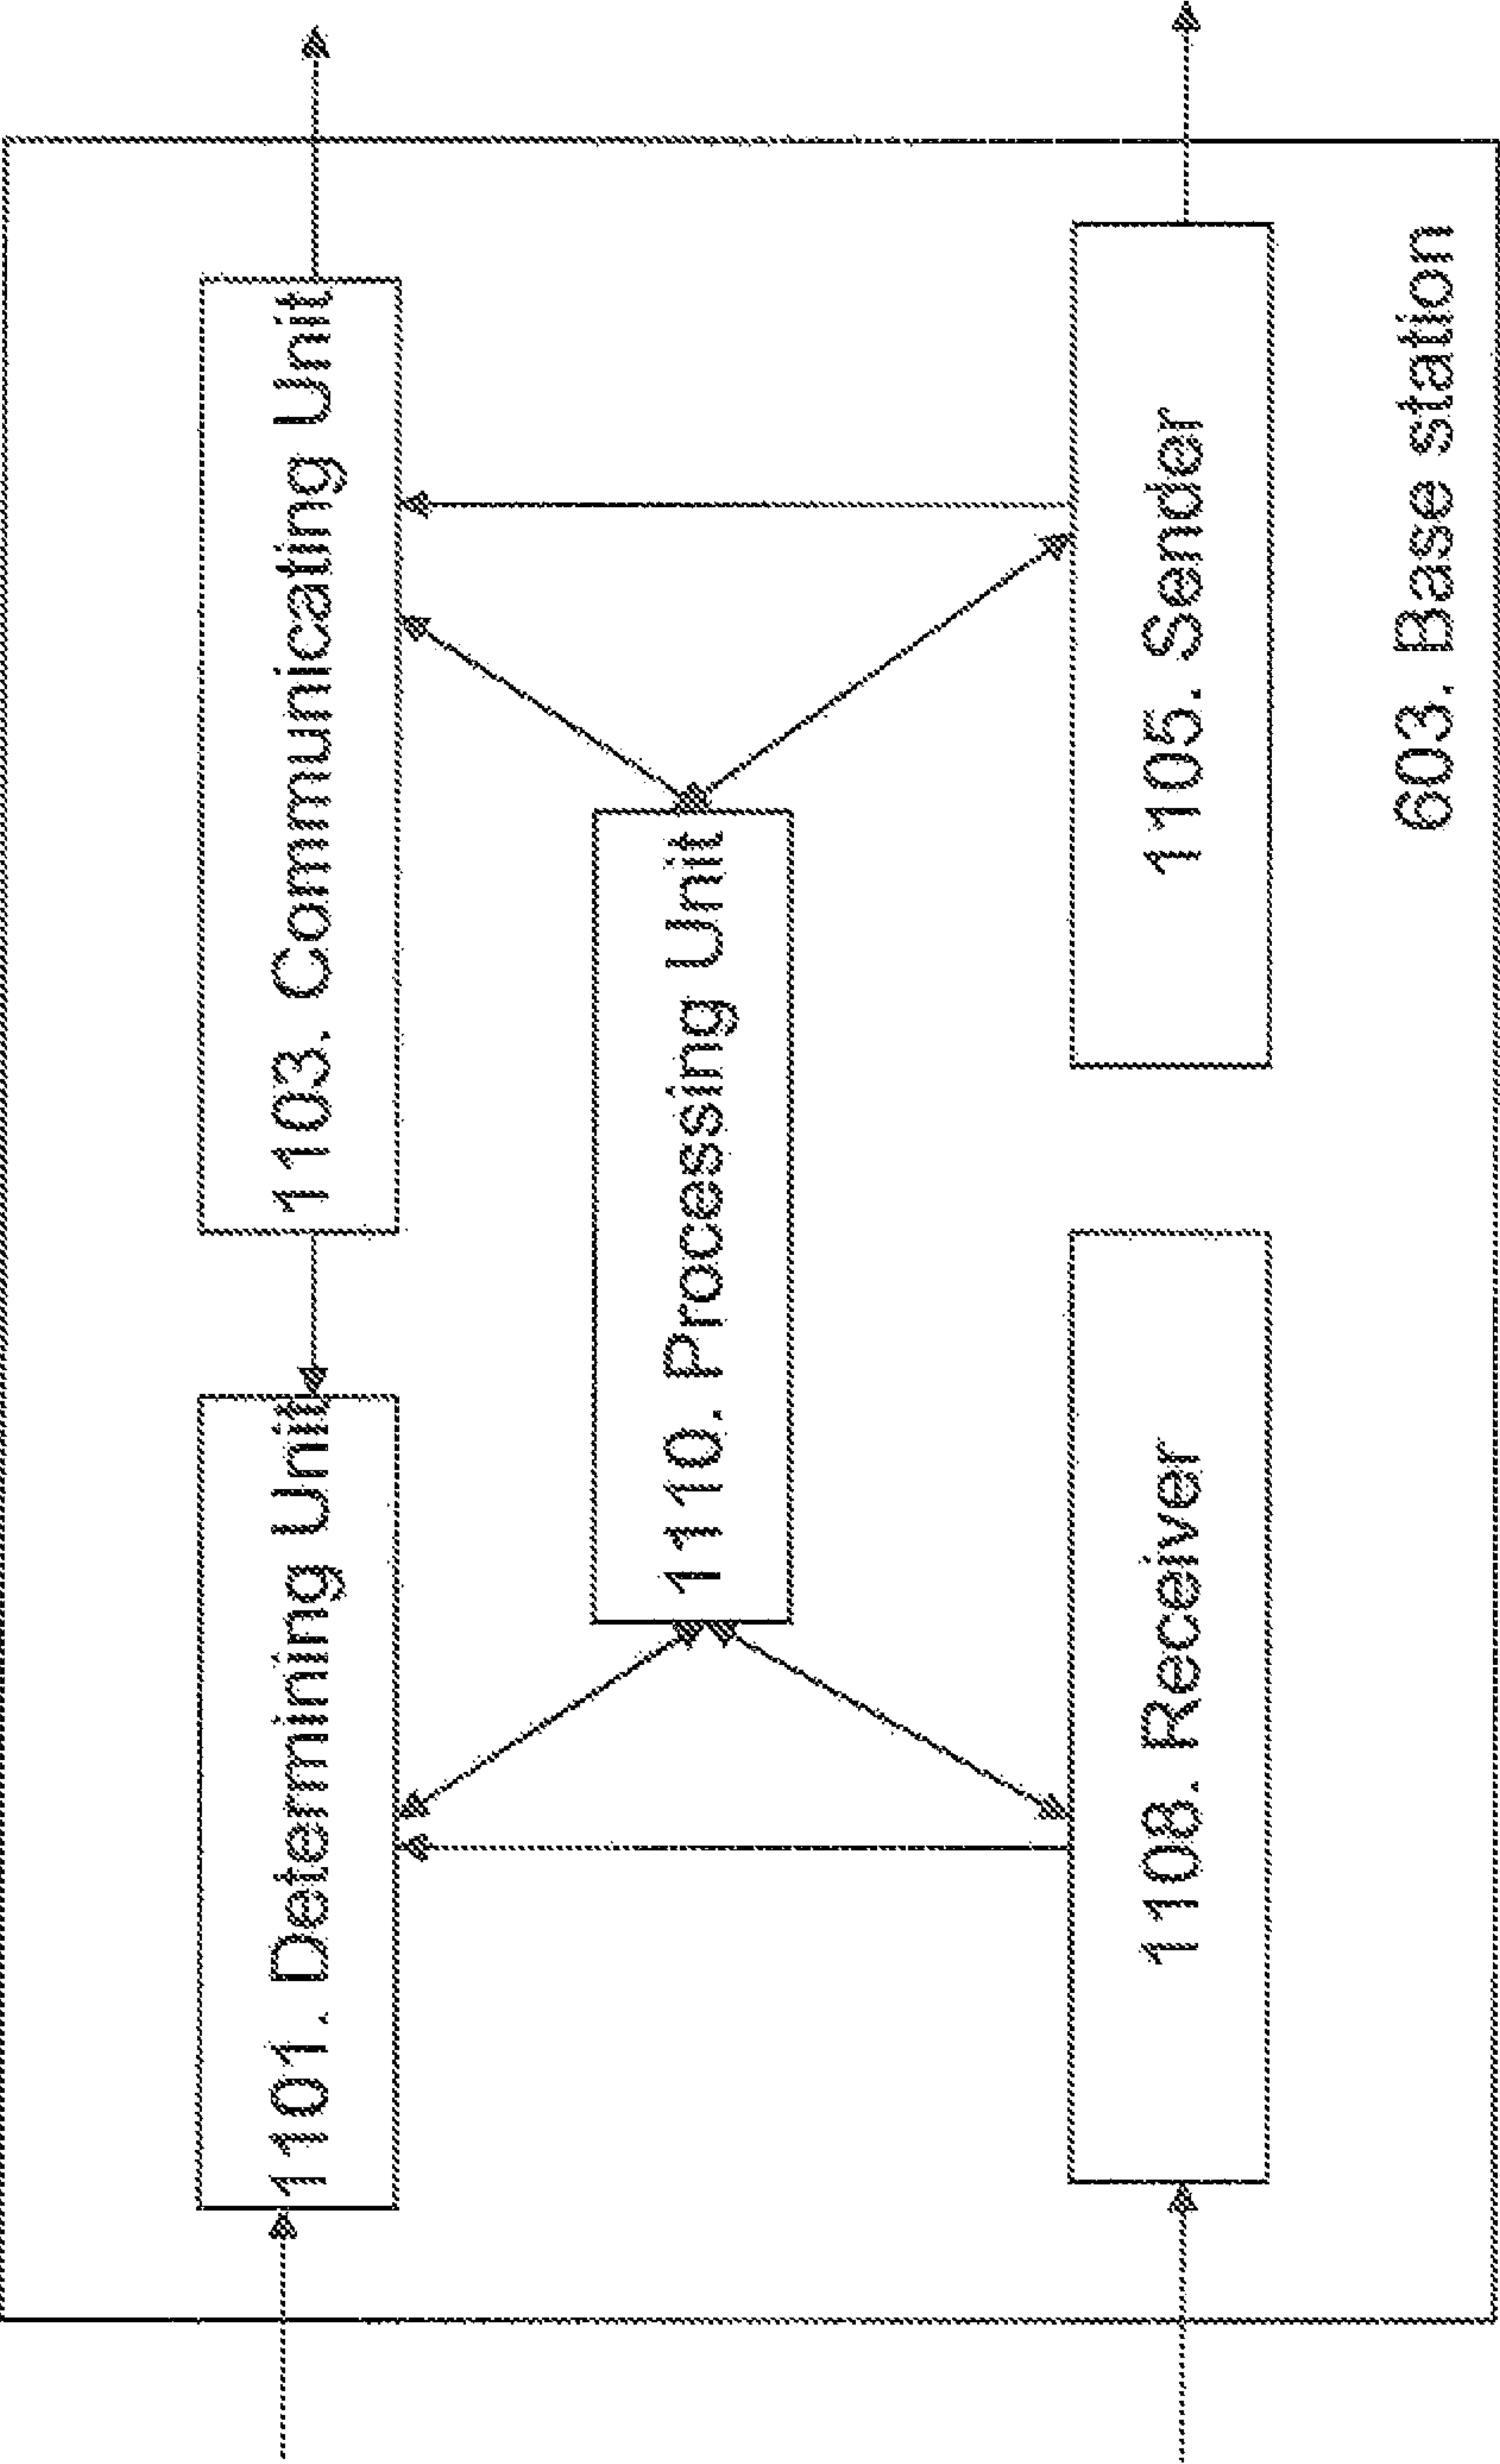 1101. Determining Unit
1103. Communicating Unit
1110. Processing Unit
1108. Receiver
1105. Sender
603. Base station